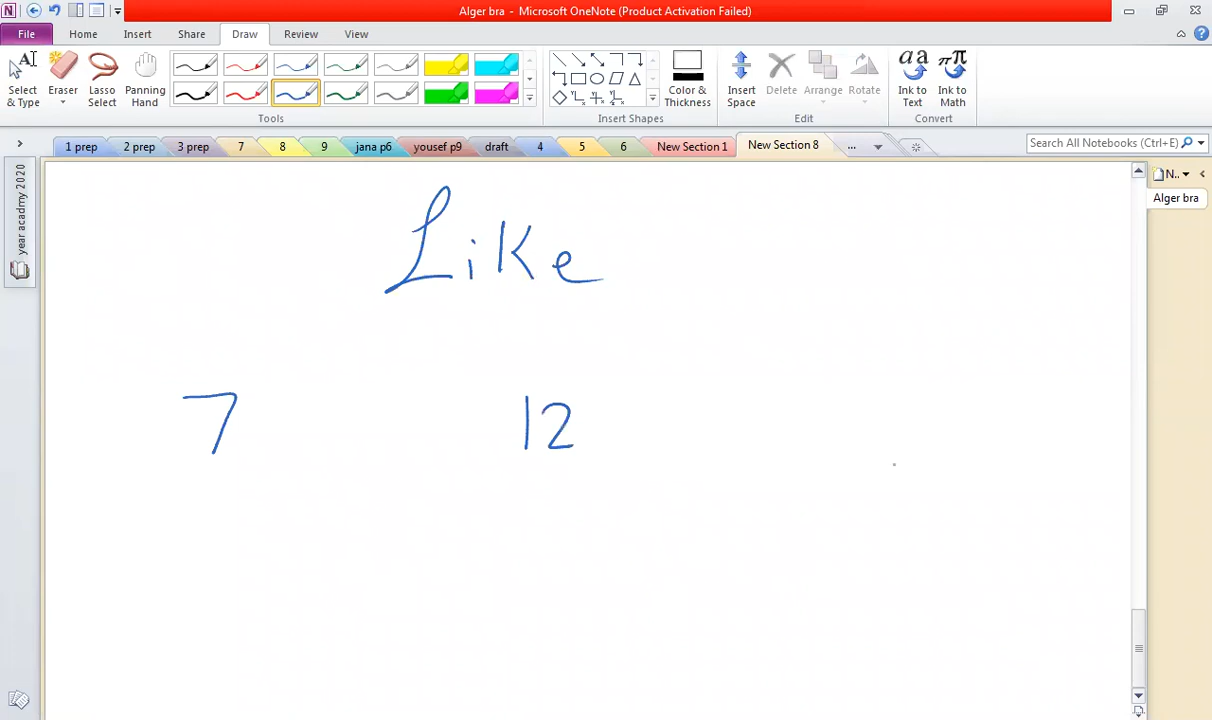 Alger bra - Microsoft OneNote (Product Activation Failed)
File Home Insert Share Draw Review View
Select & Type
Eraser
Lasso Select
Panning Hand
Color & Thickness
Insert Space
Delete
Arrange
Rotate
Ink to Text
Ink to Math
Tools Insert Shapes Edit Convert
1 prep 2 prep 3 prep 7 8 9 jana p6 yousef p9 draft 4 5 6 New Section 1 New Section 8 ... Search All Notebooks (Ctrl+E)
N..
Alger bra
year acadmy 2020
Like
7 12